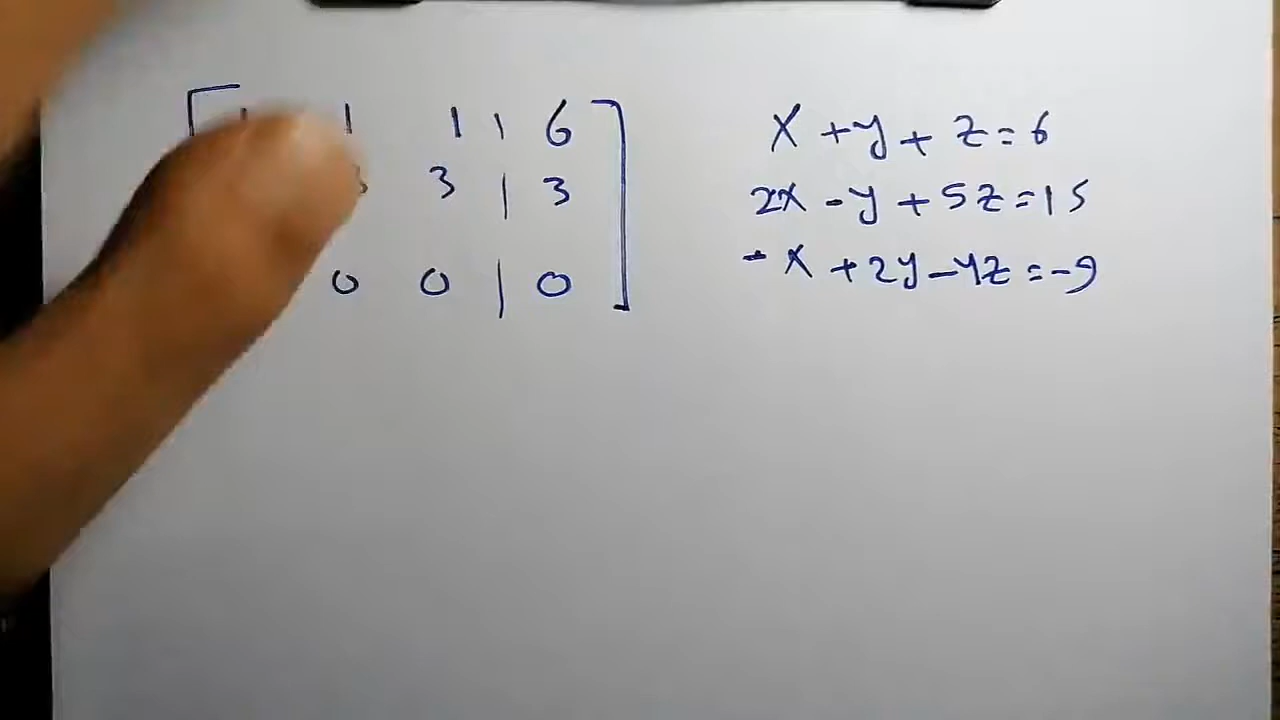 1 1 | 6
3 | 3
0 0 | 0
x + y + z = 6
2x - y + 5z = 15
- x + 2y - 4z = -9